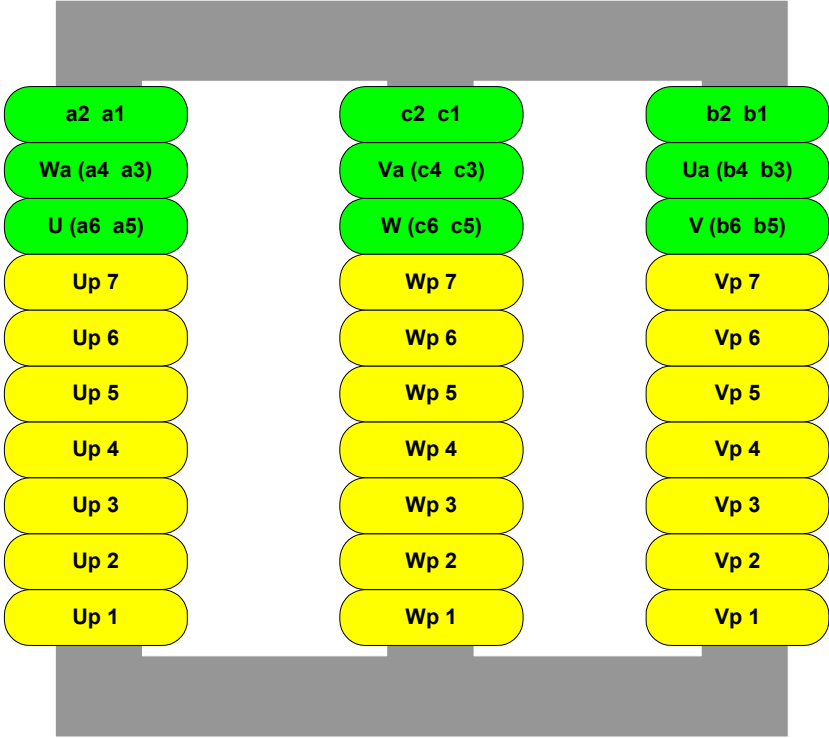 a2 a1
c2 c1
b2 b1
Wa (a4 a3)
Va (c4 c3)
Ua (b4 b3)
U (a6 a5)
W (c6 c5)
V (b6 b5)
Up 7
Wp 7
Vp 7
Up 6
Wp 6
Vp 6
Up 5
Wp 5
Vp 5
Up 4
Wp 4
Vp 4
Up 3
Wp 3
Vp 3
Up 2
Wp 2
Vp 2
Up 1
Wp 1
Vp 1